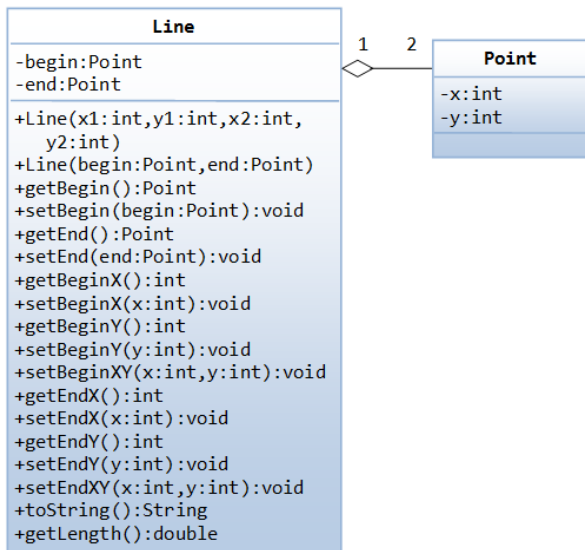 Line
-begin:Point
-end:Point
+Line(x1:int,y1:int,x2:int,
y2:int)
+Line(begin:Point,end:Point)
+getBegin():Point
+setBegin(begin:Point):void
+getEnd():Point
+setEnd(end:Point):void
+getBeginX():int
+setBeginX(x:int):void
+getBeginY():int
+setBeginY(y:int):void
+setBeginXY(x:int,y:int):void
+getEndX():int
+setEndX(x:int):void
+getEndY():int
+setEndY(y:int):void
+setEndXY(x:int,y:int):void
+toString():String
+getLength():double
1 2
Point
-x:int
-y:int